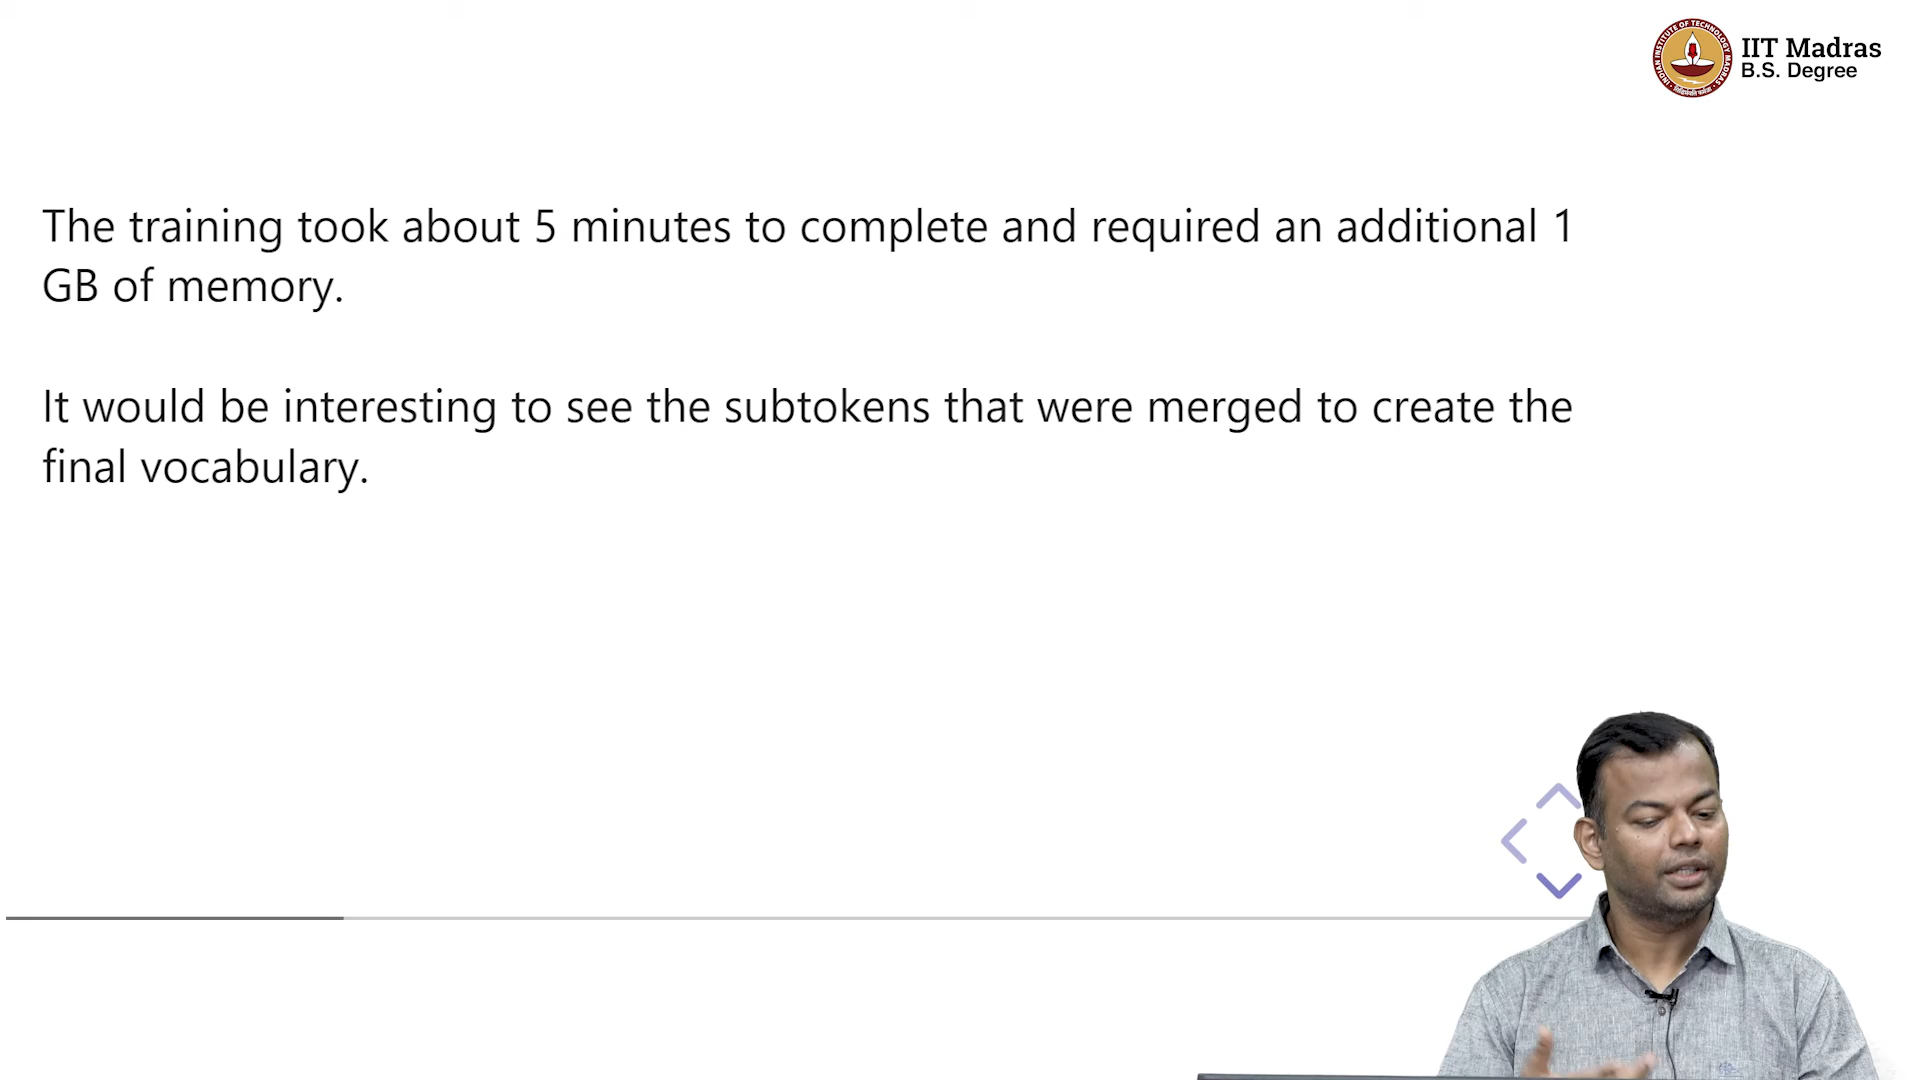 IIT Madras
B.S. Degree
The training took about 5 minutes to complete and required an additional 1
GB of memory.
It would be interesting to see the subtokens that were merged to create the
final vocabulary.